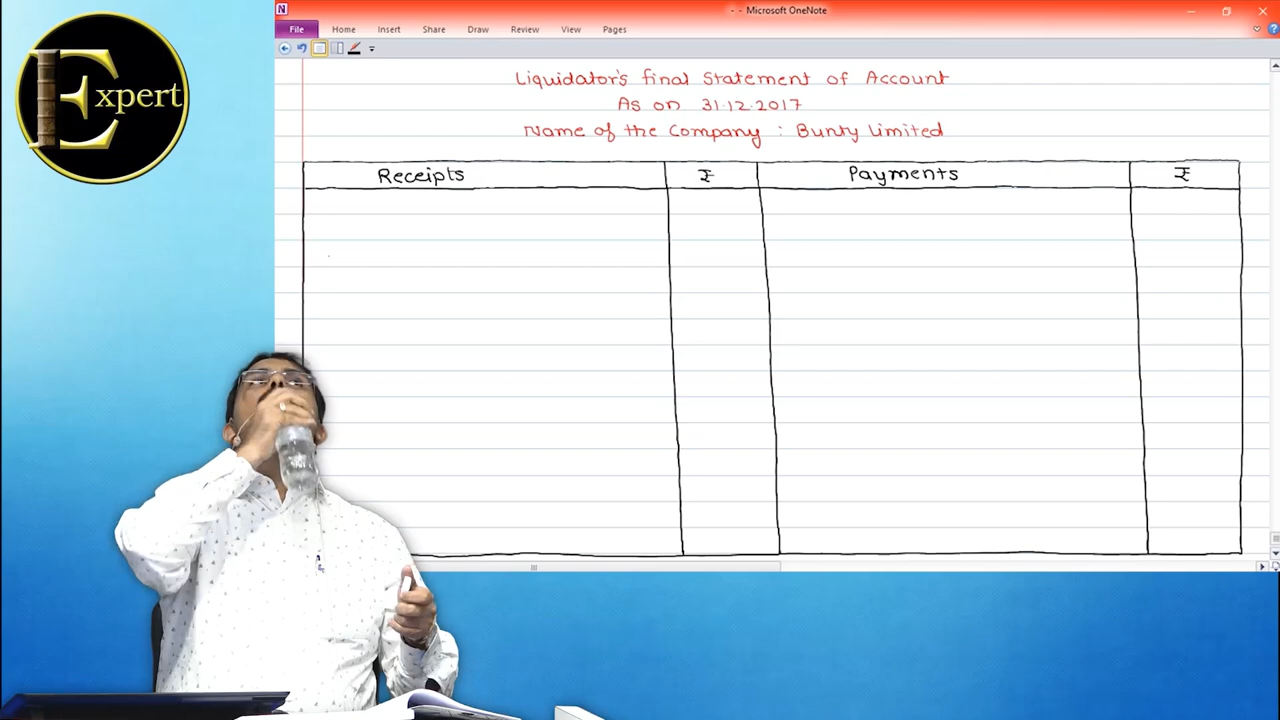 Expert
- - Microsoft OneNote
File Home Insert Share Draw Review View Pages
Liquidator's final Statement of Account
As on 31.12.2017
Name of the Company : Bunty Limited
Receipts ₹ Payments ₹